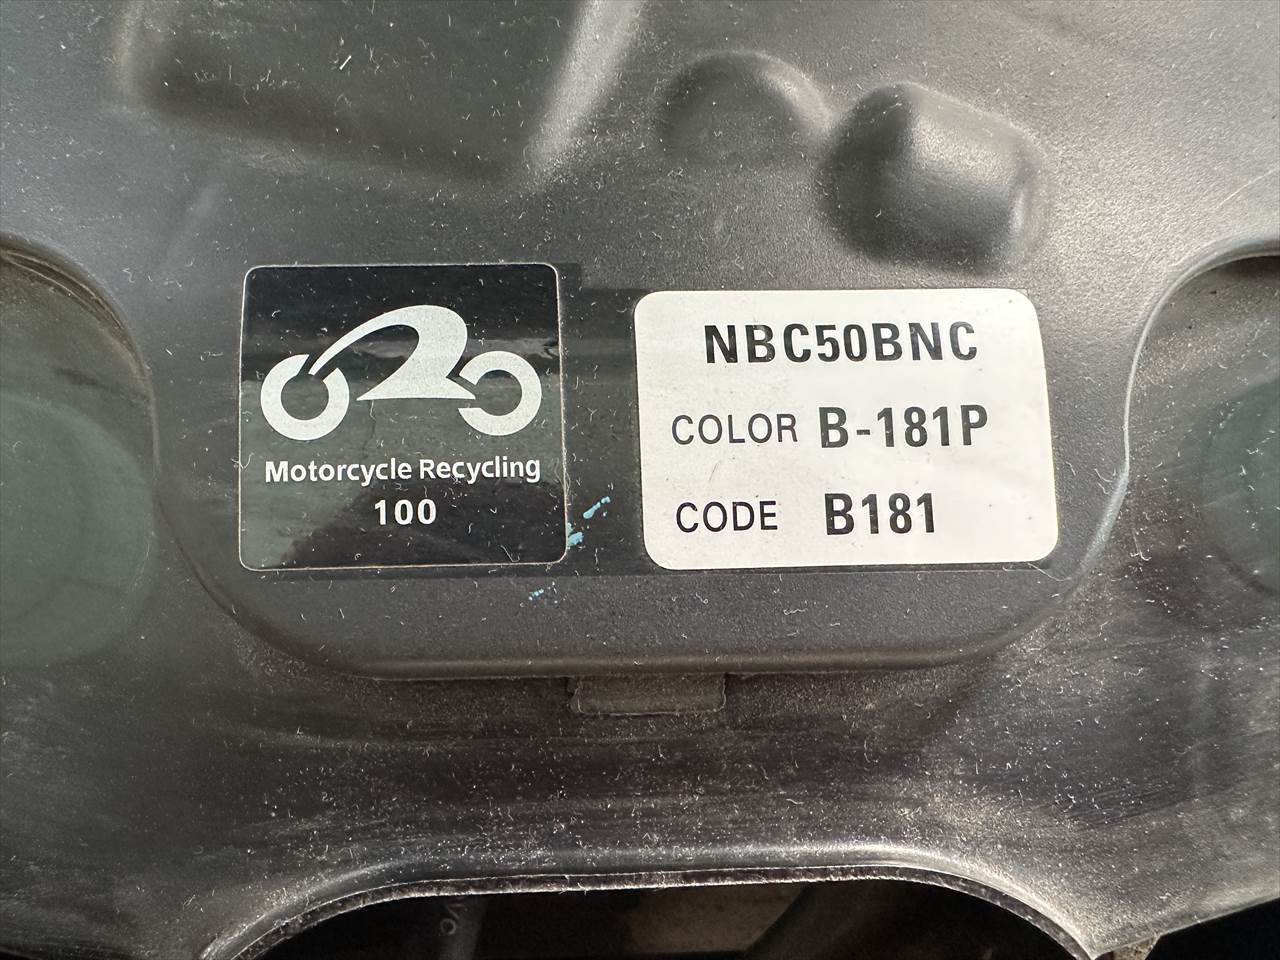 Motorcycle Recycling
100
NBC50BNC
COLOR B-181P
CODE B181